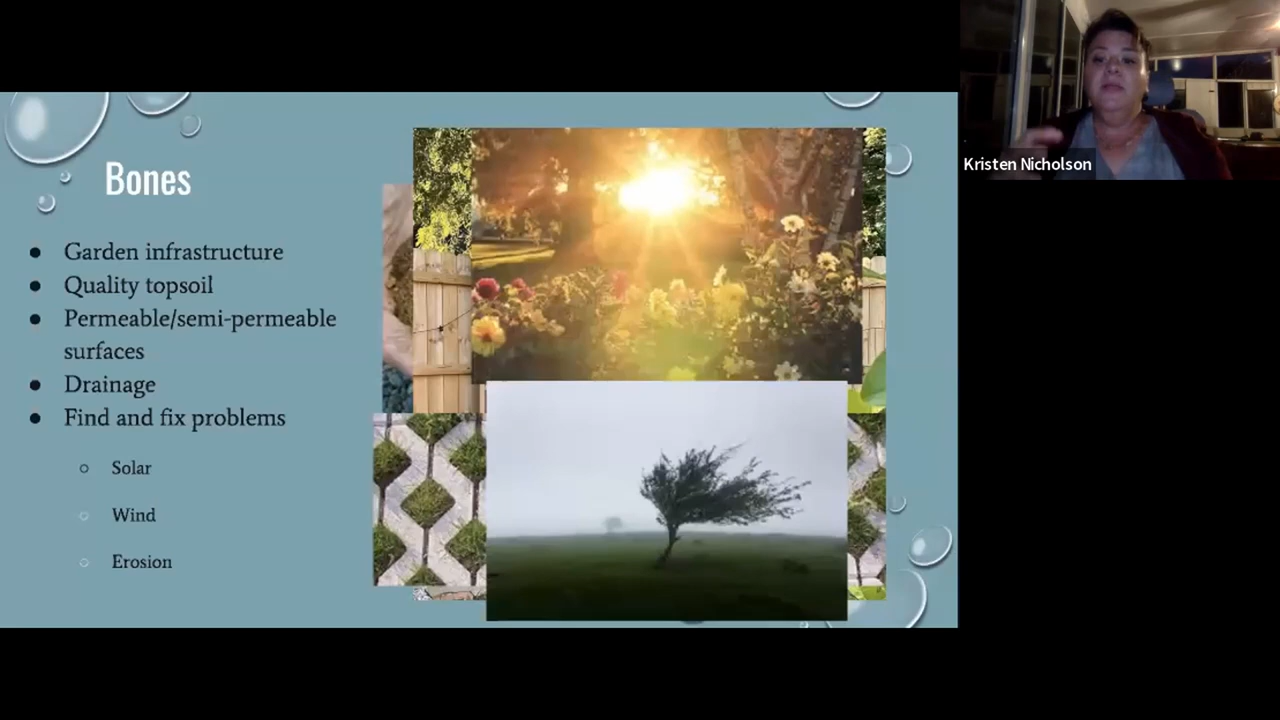 Bones
Garden infrastructure
Quality topsoil
Permeable/semi-permeable
surfaces
Drainage
Find and fix problems
Solar
Wind
Erosion
Kristen Nicholson